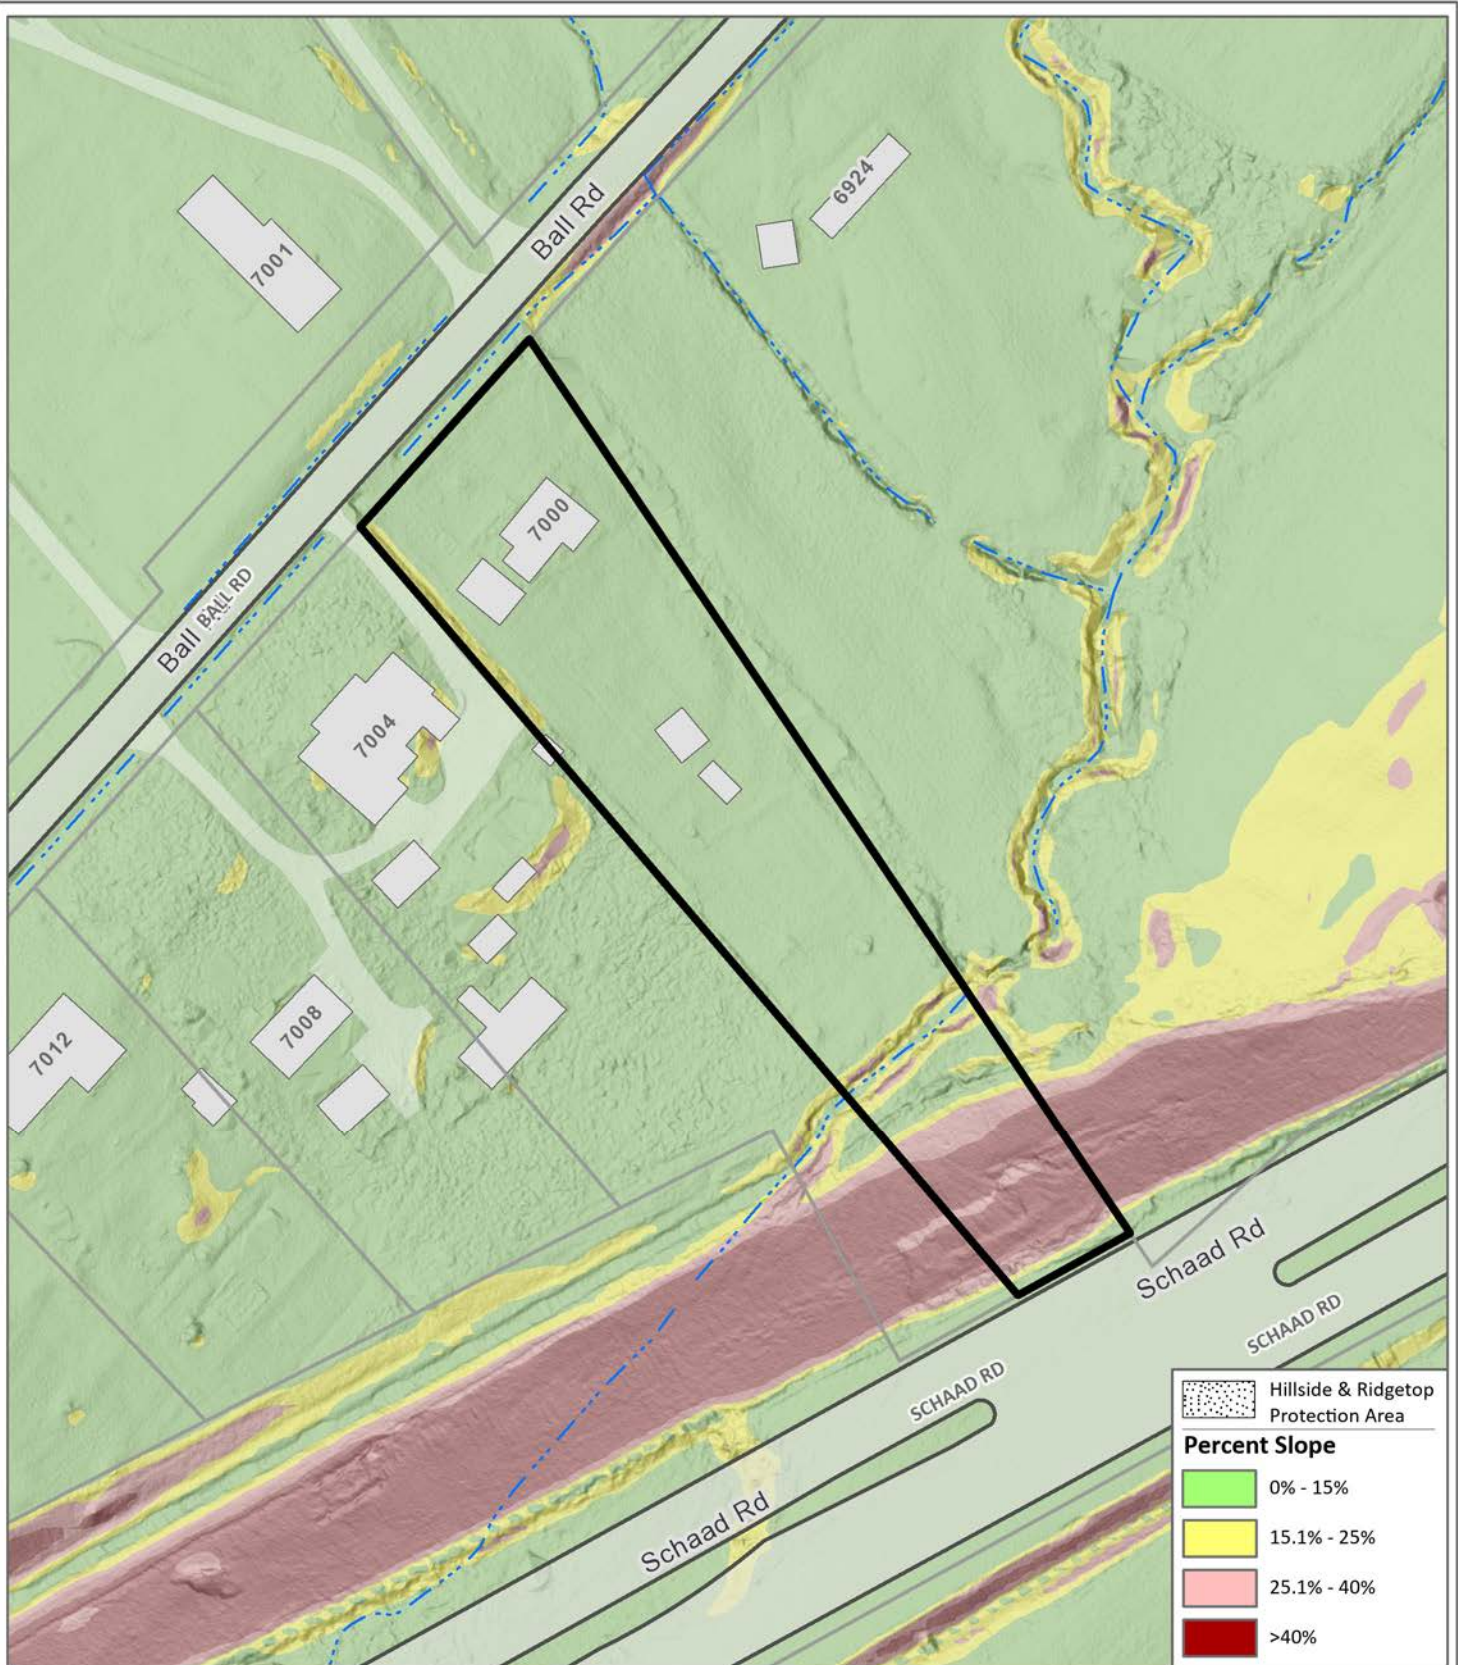 6924
Ball Rd
7001
7000
BALL RD
Ball Rd
7004
7008
7012
Schaad Rd
SCHAAD RD
SCHAAD RD
Schaad Rd
Hillside & Ridgetop
Protection Area
Percent Slope
0% - 15%
15.1% - 25%
25.1% - 40%
>40%